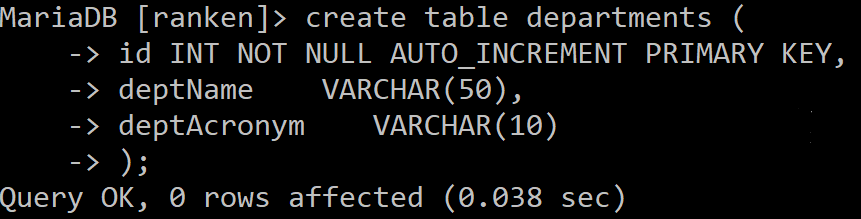 MariaDB [ranken]> create table departments (
    -> id INT NOT NULL AUTO_INCREMENT PRIMARY KEY,
    -> deptName    VARCHAR(50),
    -> deptAcronym    VARCHAR(10)
    -> );
Query OK, 0 rows affected (0.038 sec)